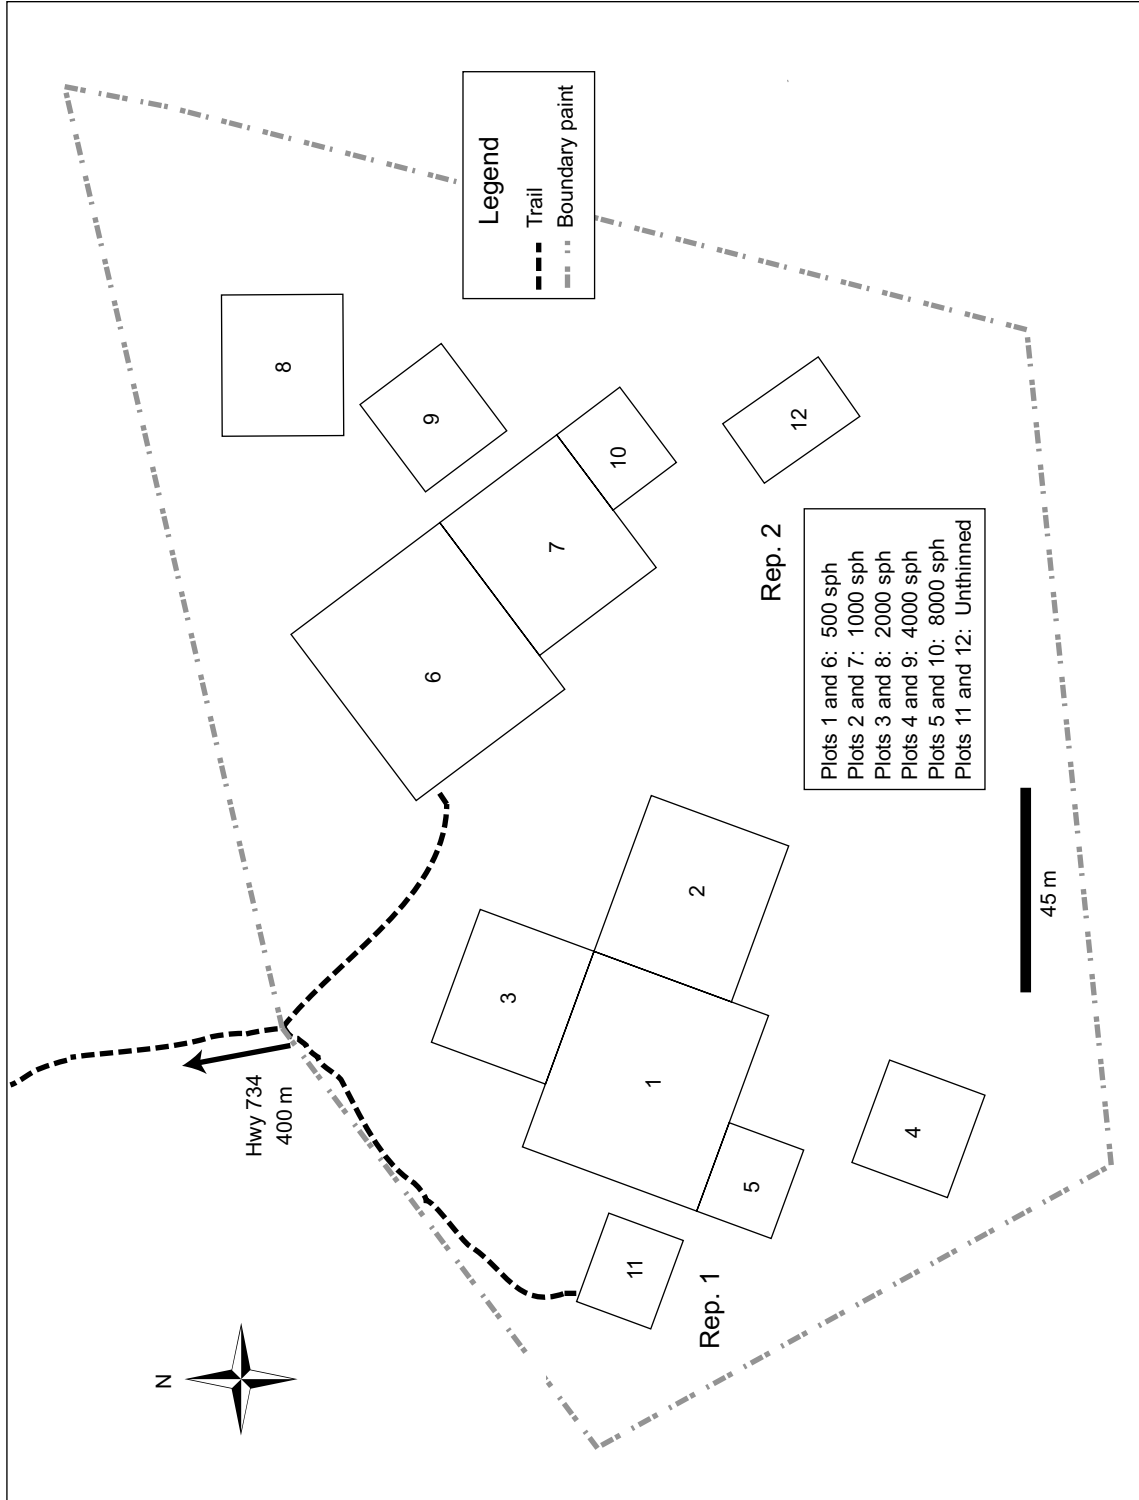 Legend
Trail
Boundary paint
8
9
10
12
7
6
Rep. 2
Plots 1 and 6: 500 sph
Plots 2 and 7: 1000 sph
Plots 3 and 8: 2000 sph
Plots 4 and 9: 4000 sph
Plots 5 and 10: 8000 sph
Plots 11 and 12: Unthinned
2
3
1
5
4
11
Rep. 1
45 m
Hwy 734
400 m
N